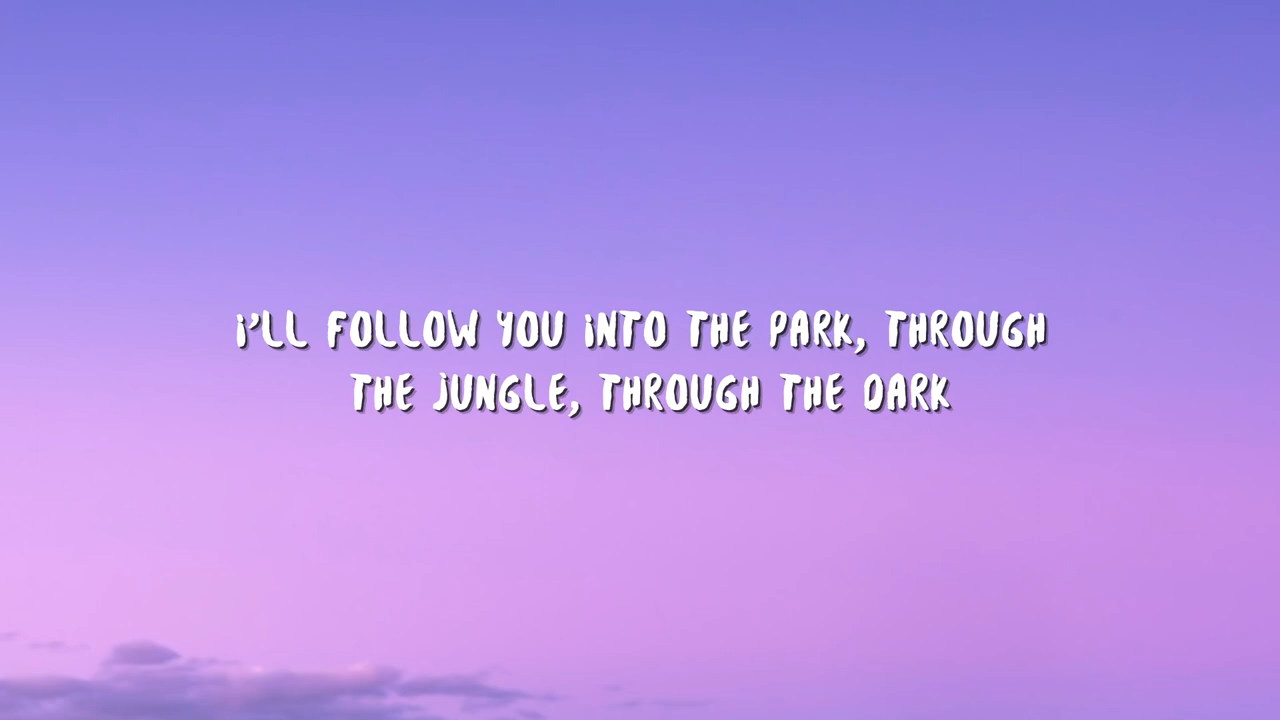 i'LL FOLLOW YOU iNTO THE PARK, THROUGH
THE JUNGLE, THROUGH THE DARK